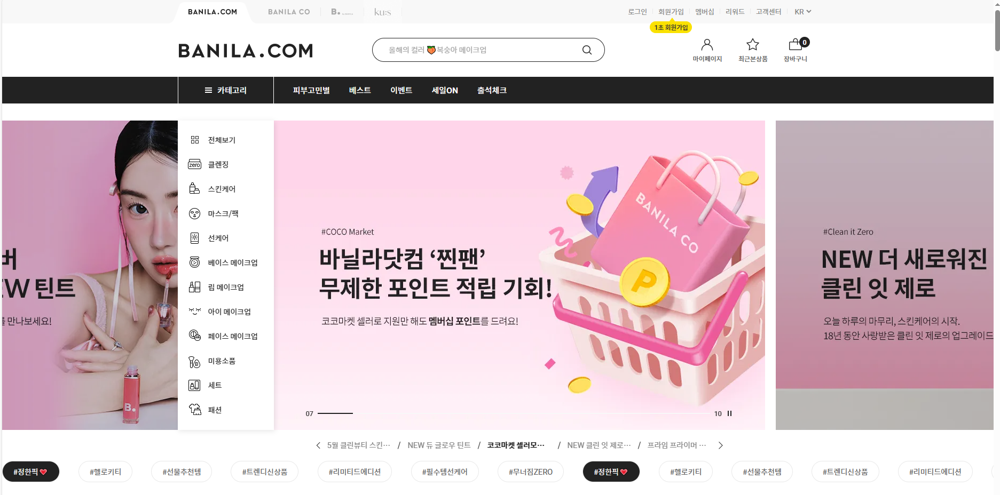 BANILA.COM
BANILA CO
B.
ku:s
로그인
회원가입
멤버십
리워드
고객센터
KR
1초 회원가입
BANILA.COM
올해의 컬러 🍑복숭아 메이크업
마이페이지
최근본상품
0
장바구니
카테고리
피부고민별
베스트
이벤트
세일ON
출석체크
버
EW 틴트
를 만나보세요!
B.
전체보기
zero
클렌징
스킨케어
마스크/팩
선케어
베이스 메이크업
립 메이크업
아이 메이크업
페이스 메이크업
B
미용소품
세트
패션
#COCO Market
바닐라닷컴 ‘찐팬’
무제한 포인트 적립 기회!
코코마켓 셀러로 지원만 해도 멤버십 포인트를 드려요!
BANILA CO
P
07
10
#Clean it Zero
NEW 더 새로워진
클린 잇 제로
오늘 하루의 마무리, 스킨케어의 시작.
18년 동안 사랑받은 클린 잇 제로의 업그레이드
5월 클린뷰티 스킨… / NEW 듀 글로우 틴트 / 코코마켓 셀러모… / NEW 클린 잇 제로… / 프라임 프라이머 …
#정한픽❤️
#헬로키티
#선물추천템
#트렌디신상품
#리미티드에디션
#필수템선케어
#무너짐ZERO
#정한픽❤️
#헬로키티
#선물추천템
#트렌디신상품
#리미티드에디션